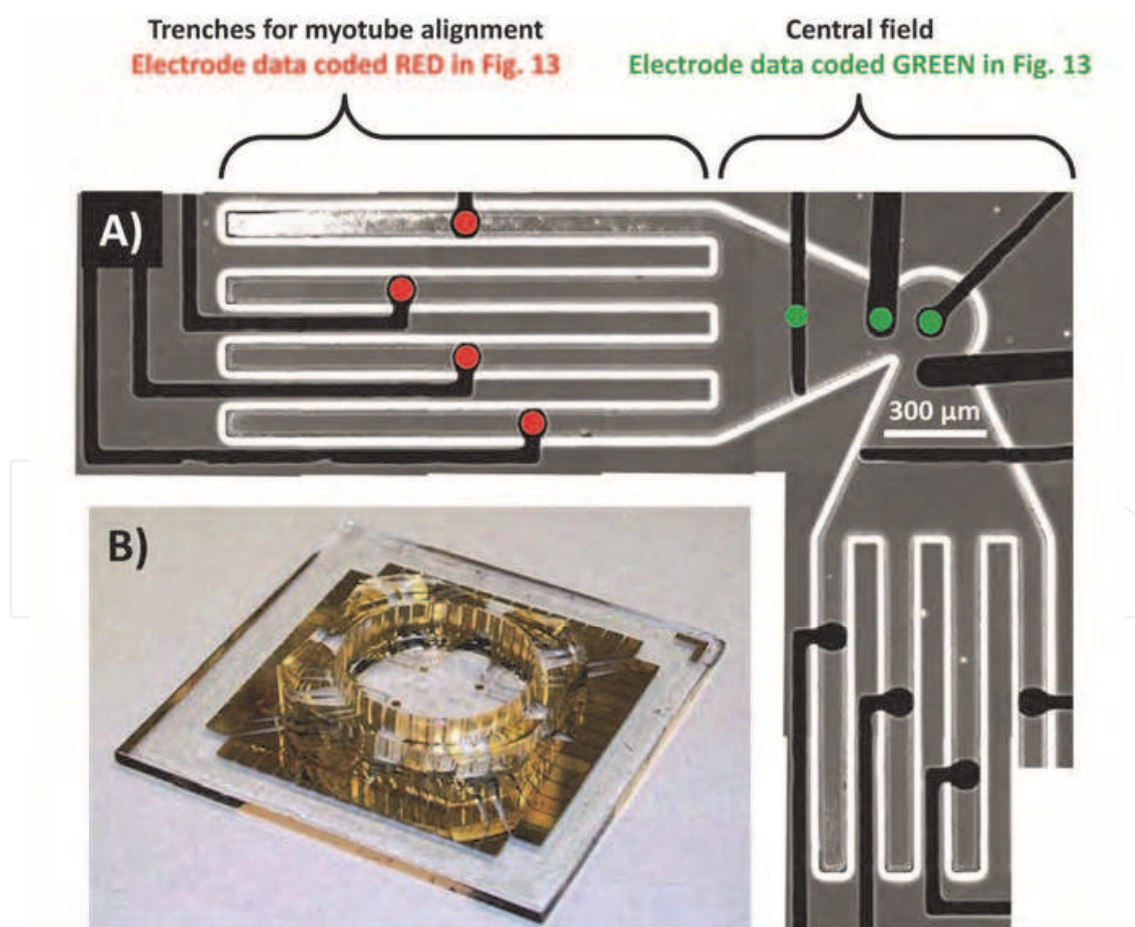 Trenches for myotube alignment
Electrode data coded RED in Fig. 13
Central field
Electrode data coded GREEN in Fig. 13
A)
300 μm
B)